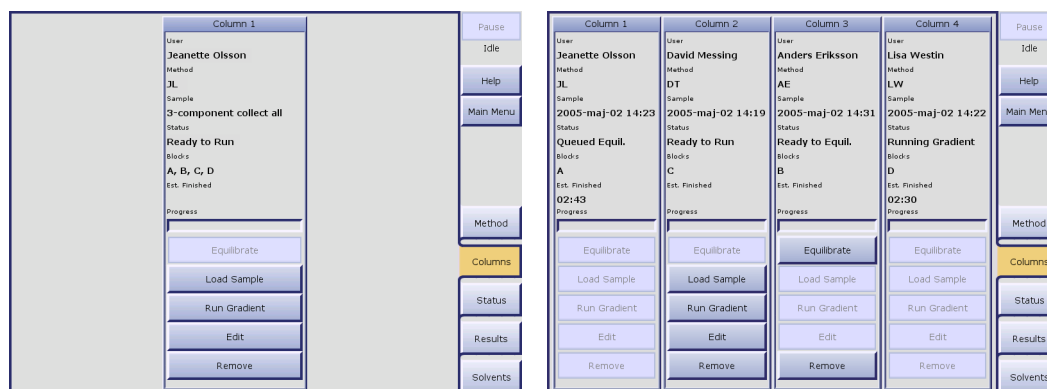 Column 1
User
Jeanette Olsson
Method
JL
Sample
3-component collect all
Status
Ready to Run
Blocks
A, B, C, D
Est. Finished
Progress
Equilibrate
Load Sample
Run Gradient
Edit
Remove
Pause
Idle
Help
Main Menu
Method
Columns
Status
Results
Solvents
Column 1
User
Jeanette Olsson
Method
JL
Sample
2005-maj-02 14:23
Status
Queued Equil.
Blocks
A
Est. Finished
02:43
Progress
Equilibrate
Load Sample
Run Gradient
Edit
Remove
Column 2
User
David Messing
Method
DT
Sample
2005-maj-02 14:19
Status
Ready to Run
Blocks
C
Est. Finished
Progress
Equilibrate
Load Sample
Run Gradient
Edit
Remove
Column 3
User
Anders Eriksson
Method
AE
Sample
2005-maj-02 14:31
Status
Ready to Equil.
Blocks
B
Est. Finished
Progress
Equilibrate
Load Sample
Run Gradient
Edit
Remove
Column 4
User
Lisa Westin
Method
LW
Sample
2005-maj-02 14:22
Status
Running Gradient
Blocks
D
Est. Finished
02:30
Progress
Equilibrate
Load Sample
Run Gradient
Edit
Remove
Pause
Idle
Help
Main Men
Method
Columns
Status
Results
Solvents